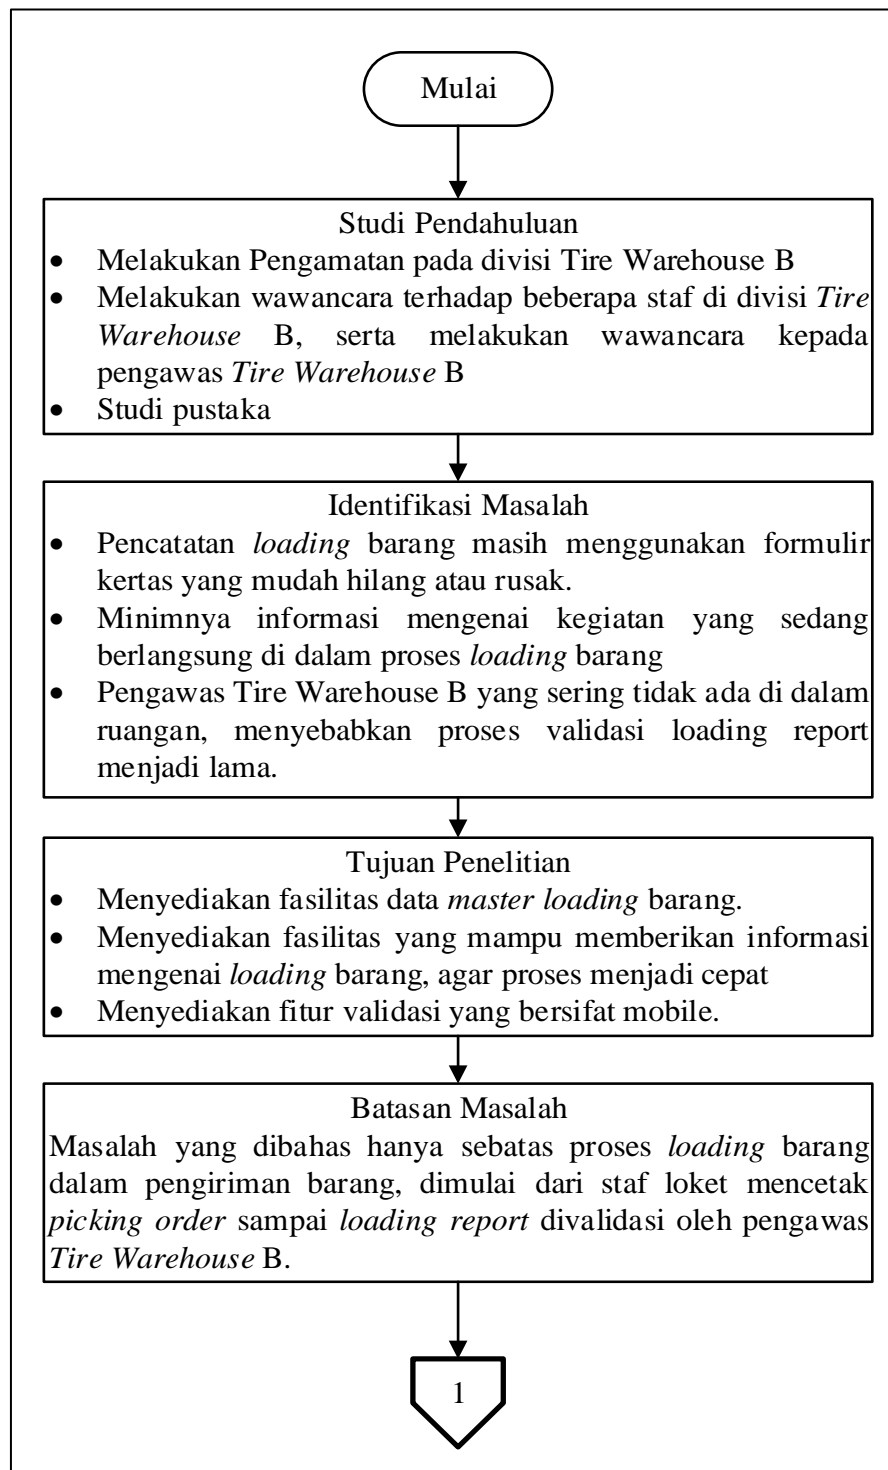 Mulai
Studi Pendahuluan
• Melakukan Pengamatan pada divisi Tire Warehouse B
• Melakukan wawancara terhadap beberapa staf di divisi Tire
Warehouse B, serta melakukan wawancara kepada
pengawas Tire Warehouse B
• Studi pustaka
Identifikasi Masalah
• Pencatatan loading barang masih menggunakan formulir
kertas yang mudah hilang atau rusak.
• Minimnya informasi mengenai kegiatan yang sedang
berlangsung di dalam proses loading barang
• Pengawas Tire Warehouse B yang sering tidak ada di dalam
ruangan, menyebabkan proses validasi loading report
menjadi lama.
Tujuan Penelitian
• Menyediakan fasilitas data master loading barang.
• Menyediakan fasilitas yang mampu memberikan informasi
mengenai loading barang, agar proses menjadi cepat
• Menyediakan fitur validasi yang bersifat mobile.
Batasan Masalah
Masalah yang dibahas hanya sebatas proses loading barang
dalam pengiriman barang, dimulai dari staf loket mencetak
picking order sampai loading report divalidasi oleh pengawas
Tire Warehouse B.
1